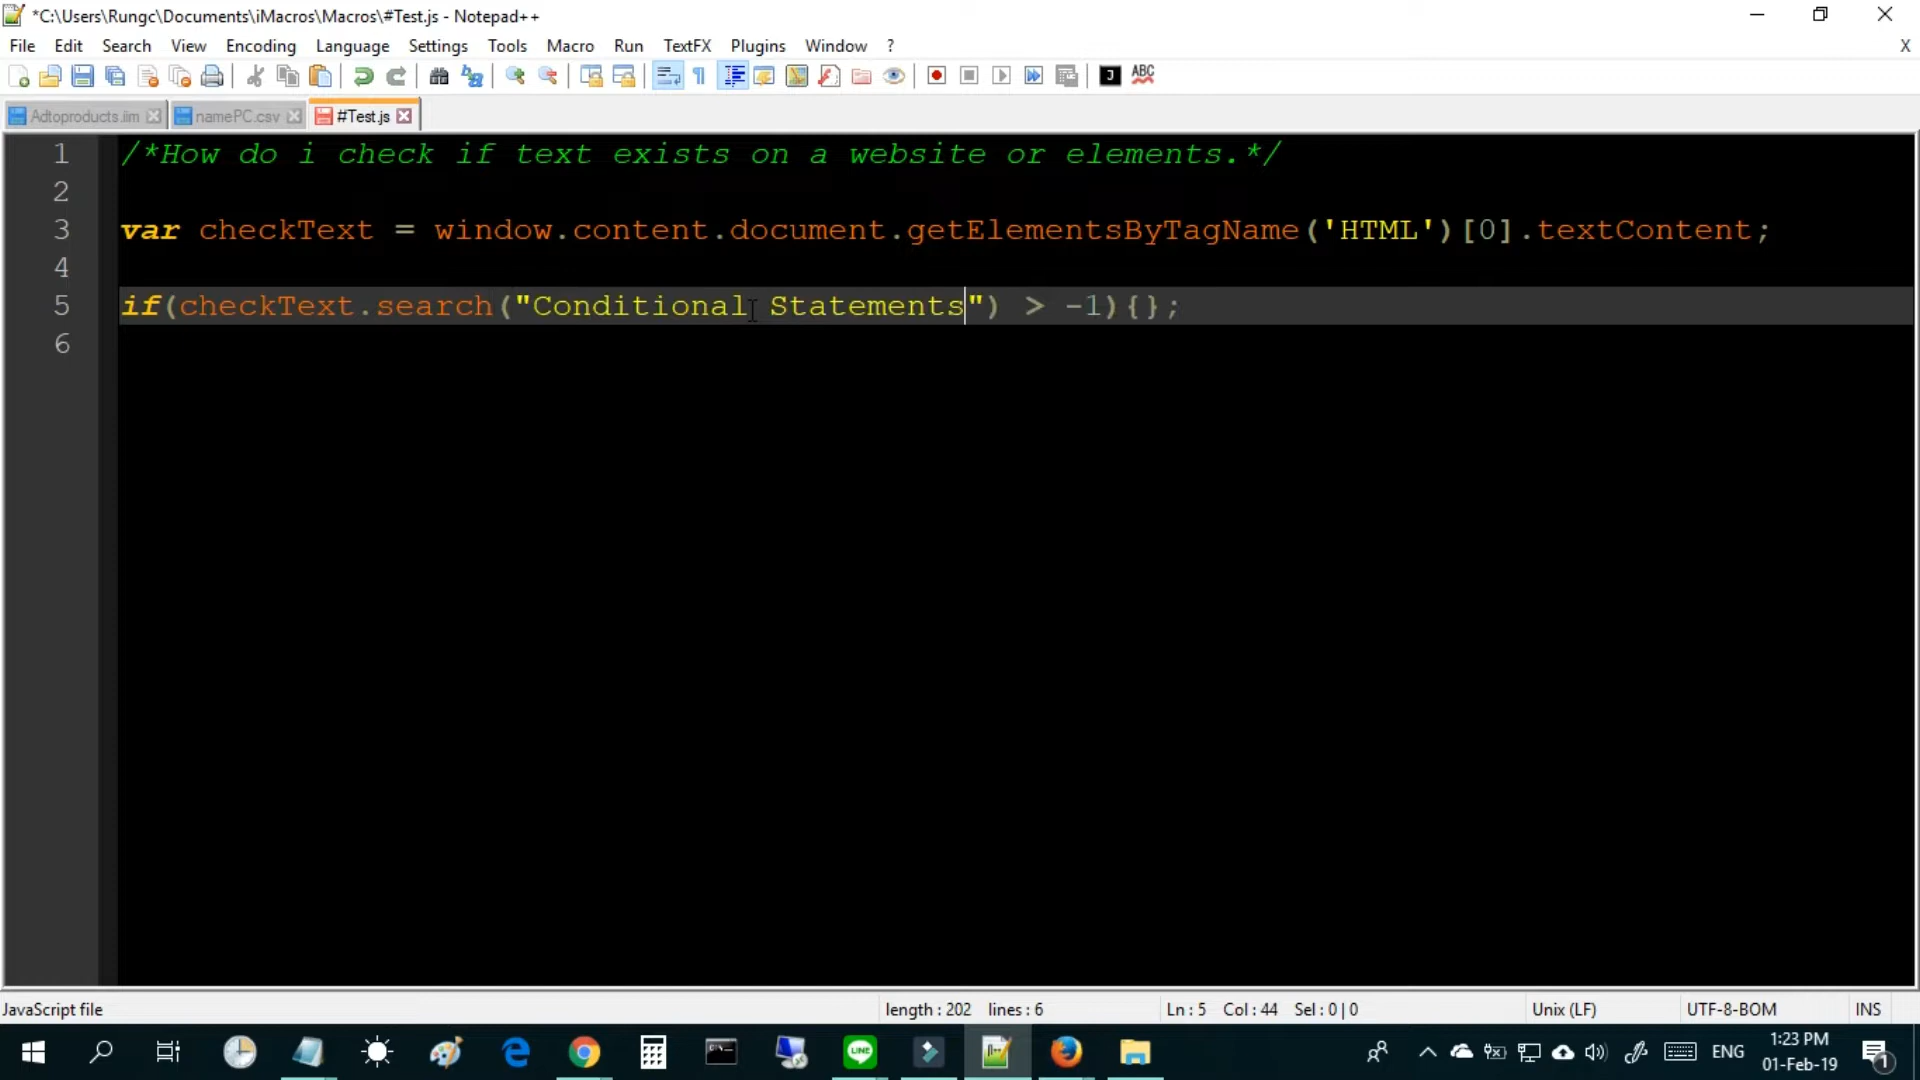 *C:\Users\Rungc\Documents\iMacros\Macros\#Test.js - Notepad++
File Edit Search View Encoding Language Settings Tools Macro Run TextFX Plugins Window ? X
J ABC
Adtoproducts.iim namePC.csv #Test.js
1 /*How do i check if text exists on a website or elements.*/
2
3 var checkText = window.content.document.getElementsByTagName('HTML')[0].textContent;
4
5 if(checkText.search("Conditional Statements") > -1){};
6
JavaScript file length : 202 lines : 6 Ln : 5 Col : 44 Sel : 0 | 0 Unix (LF) UTF-8-BOM INS
LINE ENG 1:23 PM
01-Feb-19 1